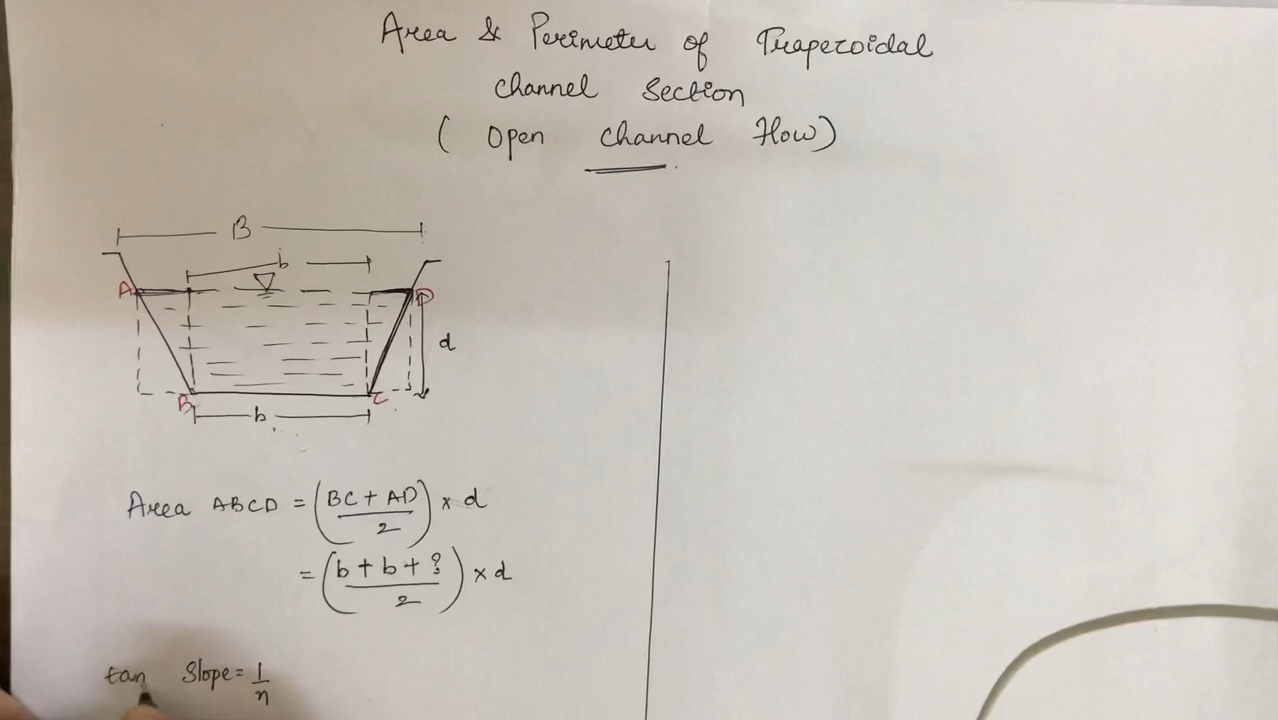 Area & Perimeter of Trapezoidal
channel section
( Open channel flow)
B
b
A
D
d
B
C
b
Area ABCD = (BC + AD / 2) × d
= (b + b + ? / 2) × d
tan Slope = 1/n